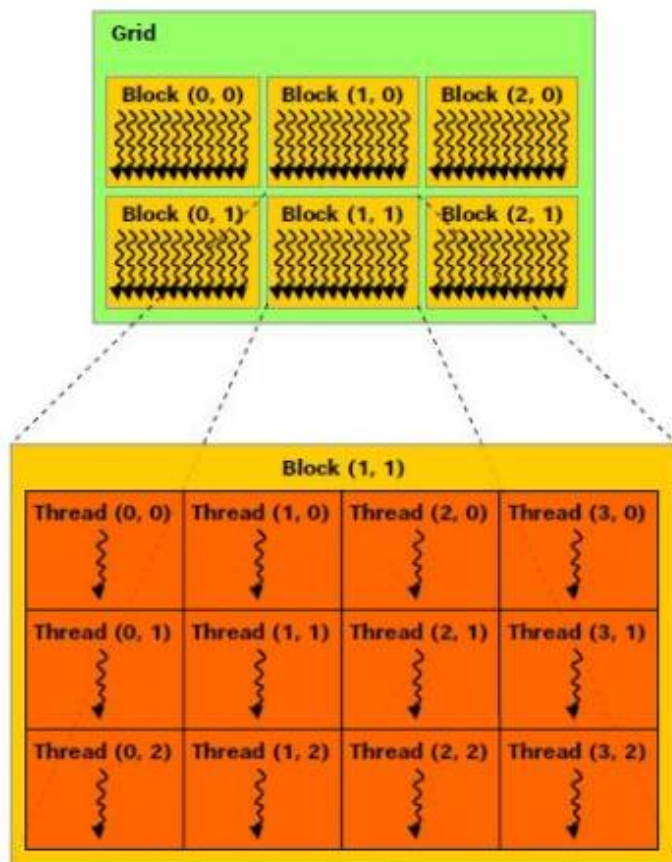 Grid
Block (0, 0) Block (1, 0) Block (2, 0)
Block (0, 1) Block (1, 1) Block (2, 1)
Block (1, 1)
Thread (0, 0) Thread (1, 0) Thread (2, 0) Thread (3, 0)
Thread (0, 1) Thread (1, 1) Thread (2, 1) Thread (3, 1)
Thread (0, 2) Thread (1, 2) Thread (2, 2) Thread (3, 2)